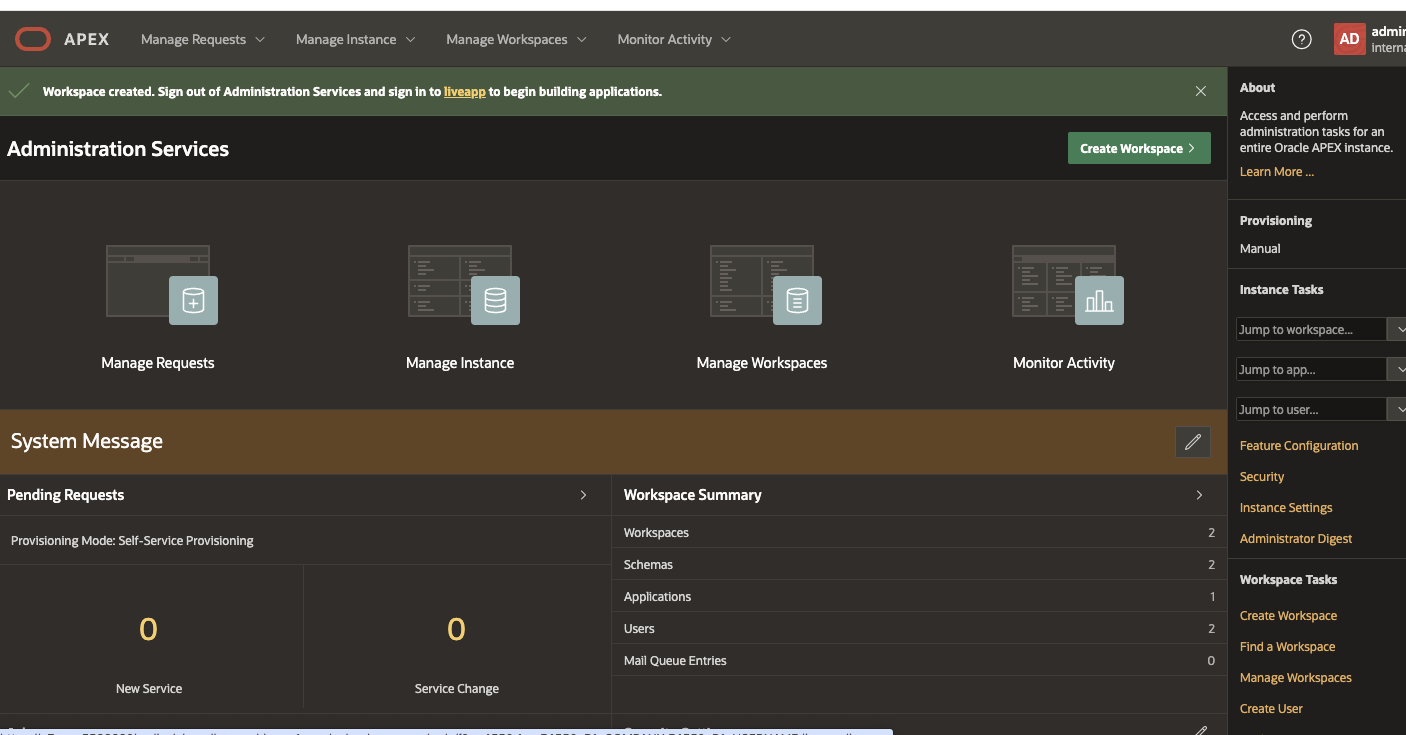 APEX Manage Requests Manage Instance Manage Workspaces Monitor Activity ? AD
Workspace created. Sign out of Administration Services and sign in to liveapp to begin building applications.
Administration Services
Create Workspace
Manage Requests
Manage Instance
Manage Workspaces
Monitor Activity
System Message
Pending Requests
Provisioning Mode: Self-Service Provisioning
0
New Service
0
Service Change
Workspace Summary
Workspaces 2
Schemas 2
Applications 1
Users 2
Mail Queue Entries 0
About
Access and perform
administration tasks for an
entire Oracle APEX instance.
Learn More ...
Provisioning
Manual
Instance Tasks
Jump to workspace...
Jump to app...
Jump to user...
Feature Configuration
Security
Instance Settings
Administrator Digest
Workspace Tasks
Create Workspace
Find a Workspace
Manage Workspaces
Create User